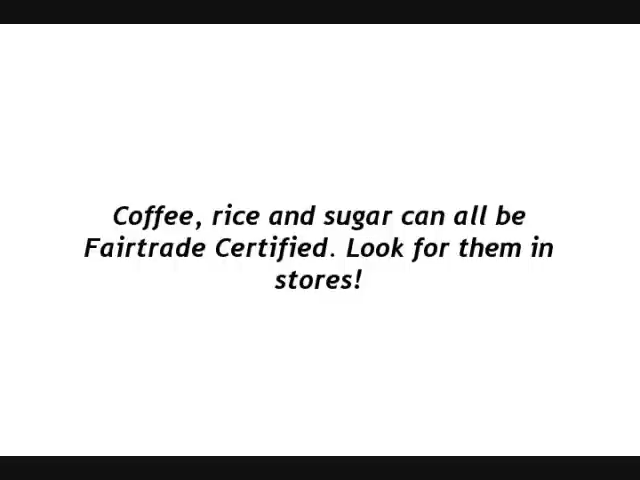 Coffee, rice and sugar can all be
Fairtrade Certified. Look for them in
stores!